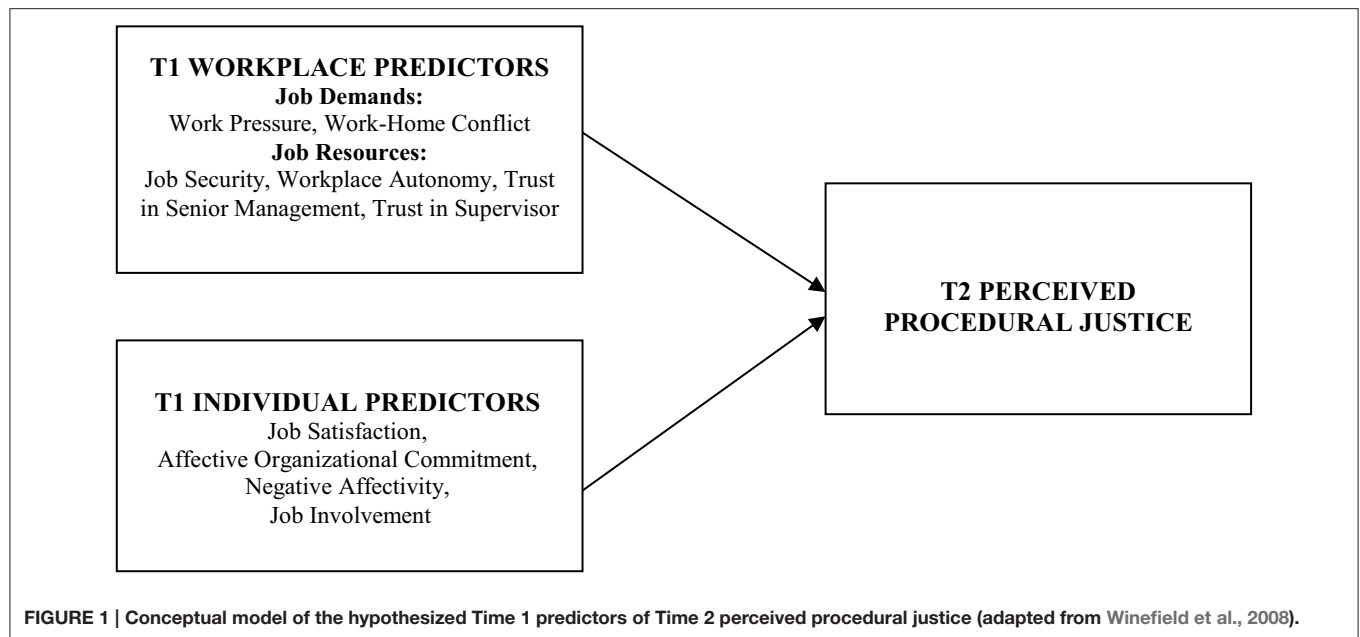 T1 WORKPLACE PREDICTORS
Job Demands:
Work Pressure, Work-Home Conflict
Job Resources:
Job Security, Workplace Autonomy, Trust
in Senior Management, Trust in Supervisor
T1 INDIVIDUAL PREDICTORS
Job Satisfaction,
Affective Organizational Commitment,
Negative Affectivity,
Job Involvement
T2 PERCEIVED
PROCEDURAL JUSTICE
FIGURE 1 | Conceptual model of the hypothesized Time 1 predictors of Time 2 perceived procedural justice (adapted from Winefield et al., 2008).